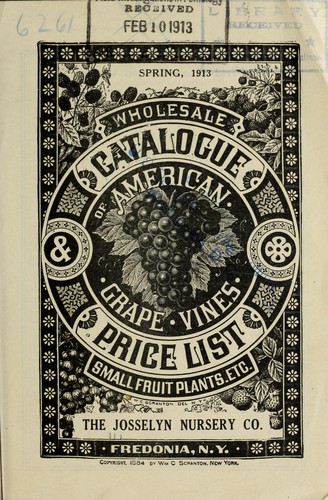 6261
RECEIVED
FEB 10 1913
LIBRARY
RECEIVED
SPRING, 1913
WHOLESALE
CATALOGUE
OF AMERICAN
GRAPE · VINES
&
PRICE LIST
SMALL FRUIT PLANTS, ETC.
THE JOSSELYN NURSERY CO.
FREDONIA, N.Y.
COPYRIGHT 1884 BY WM C SCRANTON, NEW YORK.